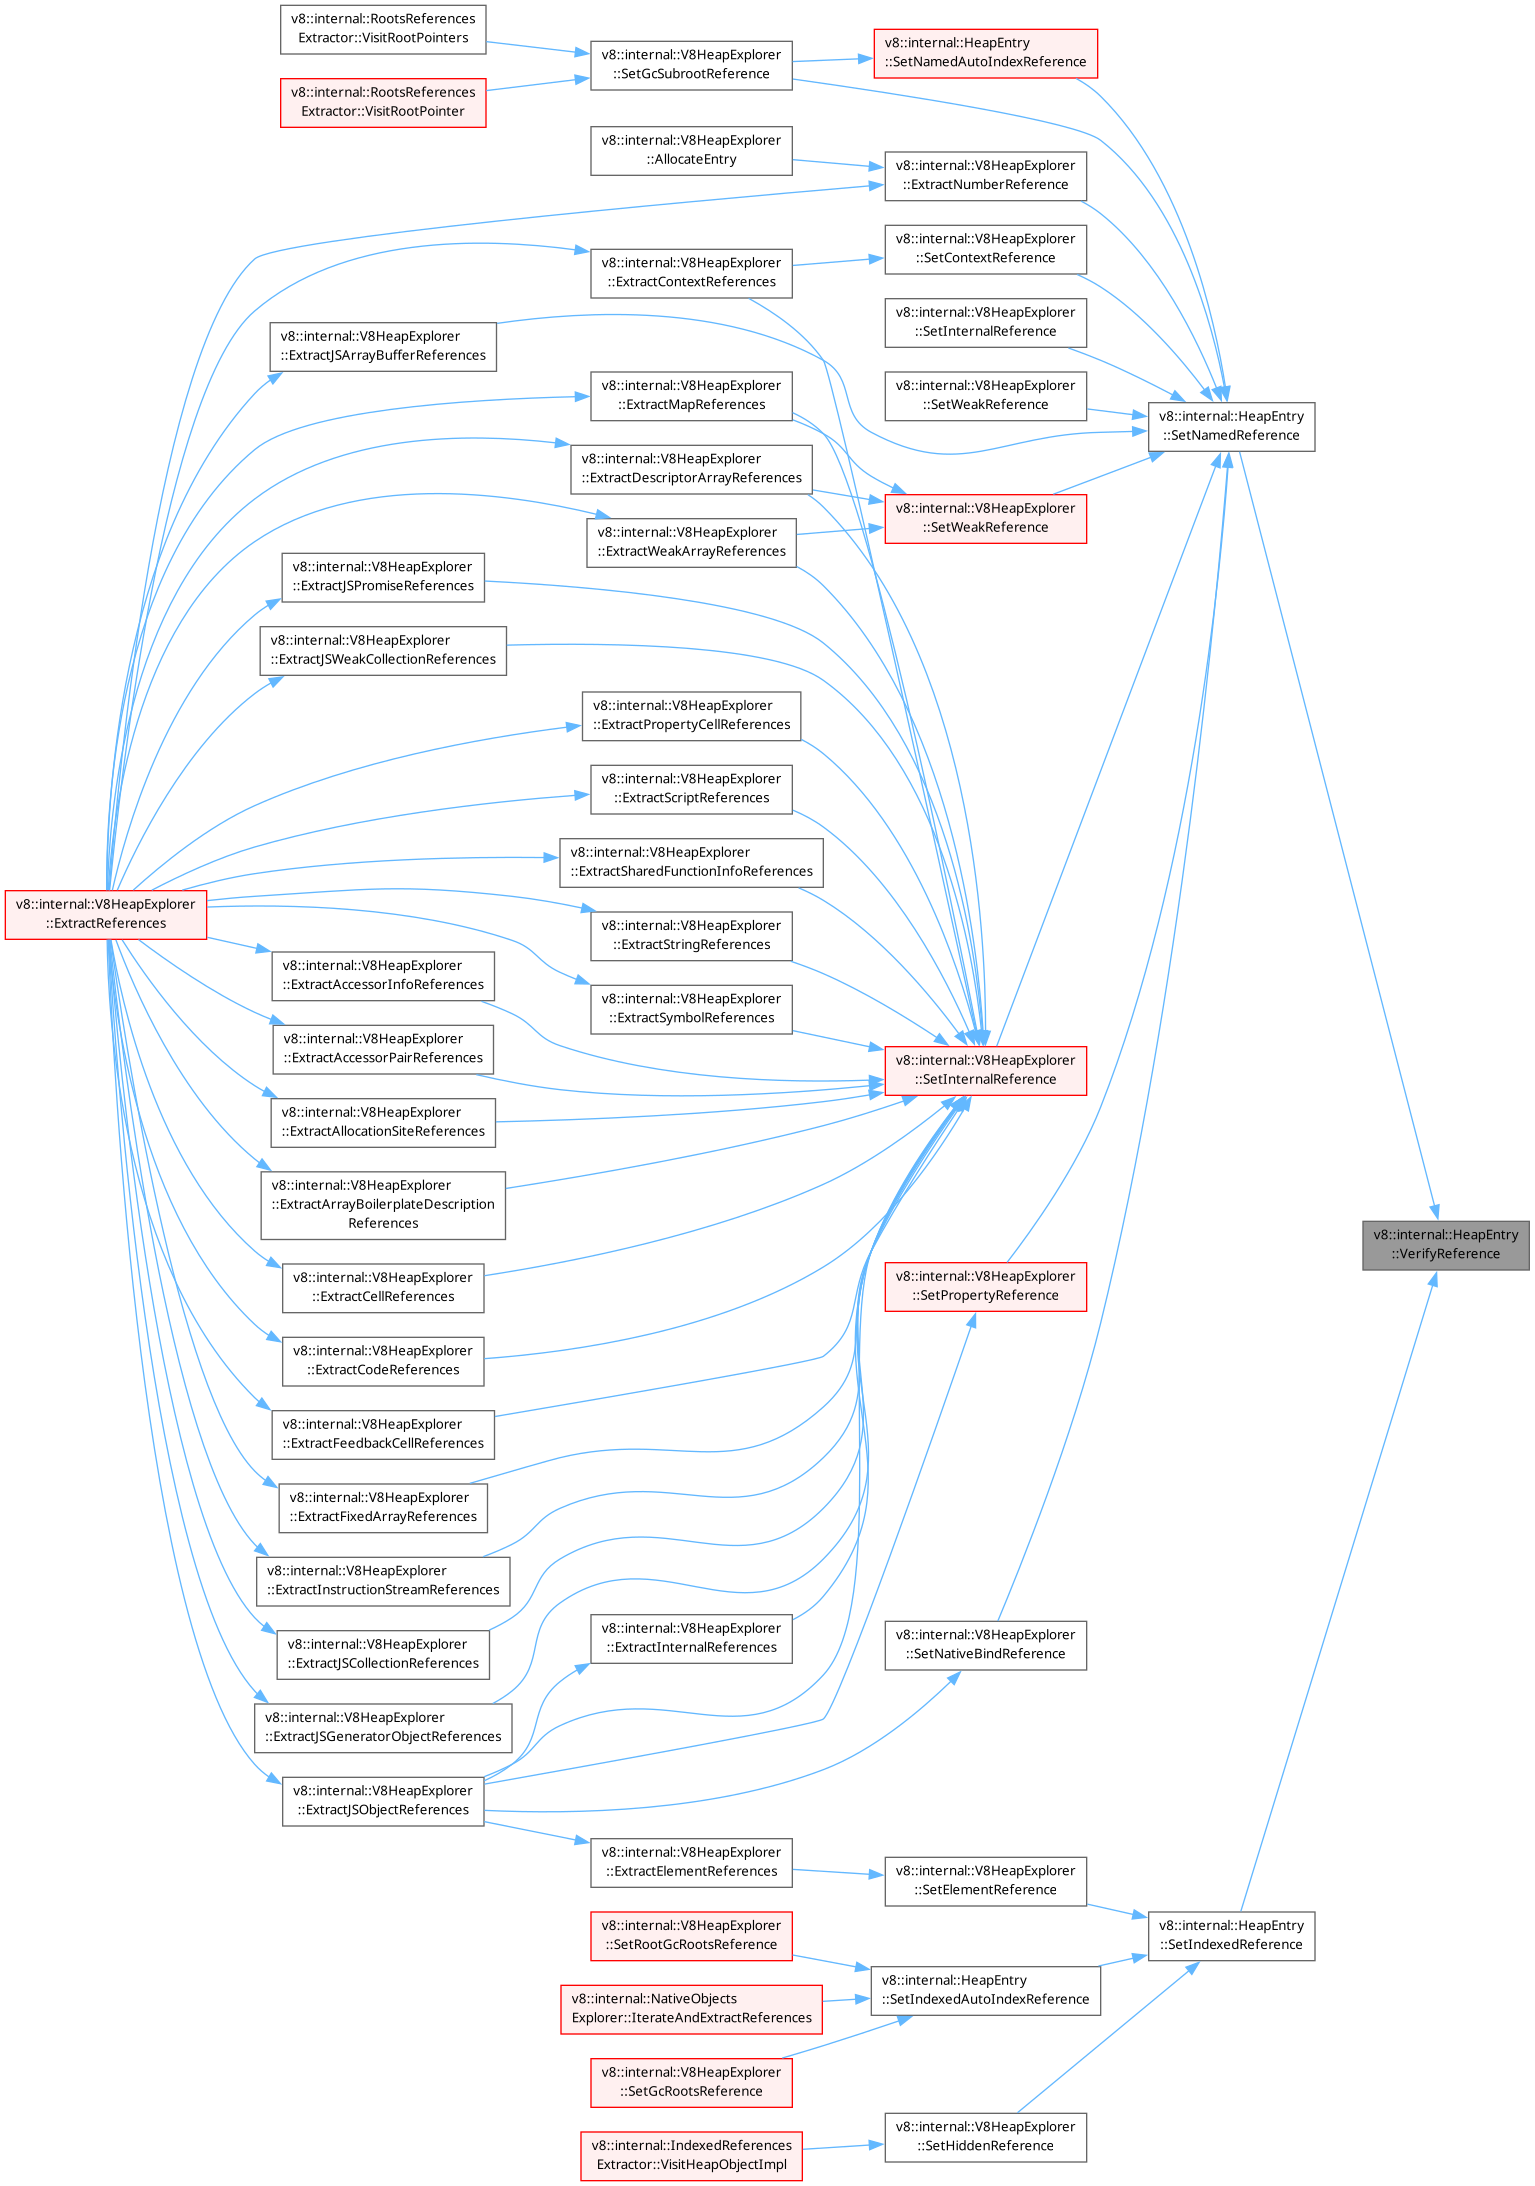 v8::internal::RootsReferences
Extractor::VisitRootPointers
v8::internal::HeapEntry
::SetNamedAutoIndexReference
v8::internal::V8HeapExplorer
::SetGcSubrootReference
v8::internal::RootsReferences
Extractor::VisitRootPointer
v8::internal::V8HeapExplorer
::AllocateEntry
v8::internal::V8HeapExplorer
::ExtractNumberReference
v8::internal::V8HeapExplorer
::SetContextReference
v8::internal::V8HeapExplorer
::ExtractContextReferences
v8::internal::V8HeapExplorer
::SetInternalReference
v8::internal::V8HeapExplorer
::ExtractJSArrayBufferReferences
v8::internal::V8HeapExplorer
::ExtractMapReferences
v8::internal::V8HeapExplorer
::SetWeakReference
v8::internal::HeapEntry
::SetNamedReference
v8::internal::V8HeapExplorer
::ExtractDescriptorArrayReferences
v8::internal::V8HeapExplorer
::SetWeakReference
v8::internal::V8HeapExplorer
::ExtractWeakArrayReferences
v8::internal::V8HeapExplorer
::ExtractJSPromiseReferences
v8::internal::V8HeapExplorer
::ExtractJSWeakCollectionReferences
v8::internal::V8HeapExplorer
::ExtractPropertyCellReferences
v8::internal::V8HeapExplorer
::ExtractScriptReferences
v8::internal::V8HeapExplorer
::ExtractSharedFunctionInfoReferences
v8::internal::V8HeapExplorer
::ExtractReferences
v8::internal::V8HeapExplorer
::ExtractStringReferences
v8::internal::V8HeapExplorer
::ExtractAccessorInfoReferences
v8::internal::V8HeapExplorer
::ExtractSymbolReferences
v8::internal::V8HeapExplorer
::ExtractAccessorPairReferences
v8::internal::V8HeapExplorer
::SetInternalReference
v8::internal::V8HeapExplorer
::ExtractAllocationSiteReferences
v8::internal::V8HeapExplorer
::ExtractArrayBoilerplateDescription
References
v8::internal::HeapEntry
::VerifyReference
v8::internal::V8HeapExplorer
::ExtractCellReferences
v8::internal::V8HeapExplorer
::SetPropertyReference
v8::internal::V8HeapExplorer
::ExtractCodeReferences
v8::internal::V8HeapExplorer
::ExtractFeedbackCellReferences
v8::internal::V8HeapExplorer
::ExtractFixedArrayReferences
v8::internal::V8HeapExplorer
::ExtractInstructionStreamReferences
v8::internal::V8HeapExplorer
::ExtractInternalReferences
v8::internal::V8HeapExplorer
::SetNativeBindReference
v8::internal::V8HeapExplorer
::ExtractJSCollectionReferences
v8::internal::V8HeapExplorer
::ExtractJSGeneratorObjectReferences
v8::internal::V8HeapExplorer
::ExtractJSObjectReferences
v8::internal::V8HeapExplorer
::ExtractElementReferences
v8::internal::V8HeapExplorer
::SetElementReference
v8::internal::V8HeapExplorer
::SetRootGcRootsReference
v8::internal::HeapEntry
::SetIndexedReference
v8::internal::HeapEntry
::SetIndexedAutoIndexReference
v8::internal::NativeObjects
Explorer::IterateAndExtractReferences
v8::internal::V8HeapExplorer
::SetGcRootsReference
v8::internal::V8HeapExplorer
::SetHiddenReference
v8::internal::IndexedReferences
Extractor::VisitHeapObjectImpl